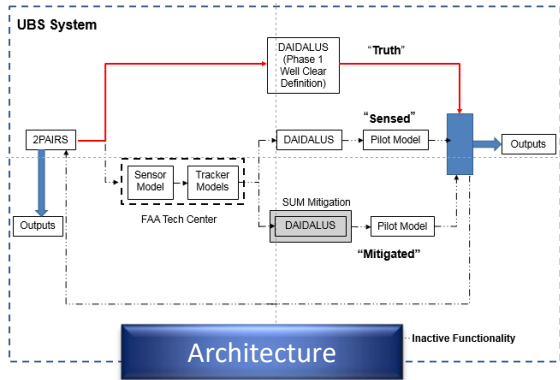 UBS System
DAIDALUS
(Phase 1
Well Clear
Definition)
“Truth”
“Sensed”
2PAIRS
DAIDALUS
Pilot Model
Outputs
Sensor
Model
Tracker
Models
FAA Tech Center
SUM Mitigation
DAIDALUS
Pilot Model
Outputs
“Mitigated”
Inactive Functionality
Architecture